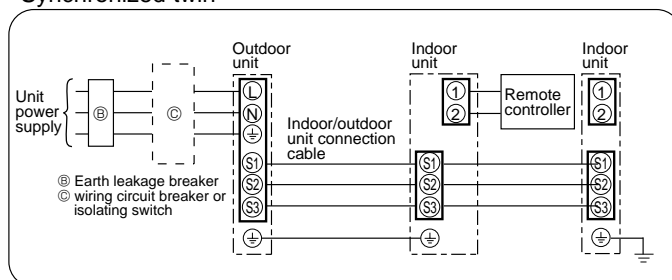 Synchronized twin
Outdoor unit
Indoor unit
Indoor unit
Unit power supply
Ⓑ
Ⓒ
L
N
⏚
S1
S2
S3
⏚
Indoor/outdoor unit connection cable
1
2
Remote controller
1
2
S1
S2
S3
⏚
S1
S2
S3
⏚
Ⓑ Earth leakage breaker
Ⓒ wiring circuit breaker or
isolating switch